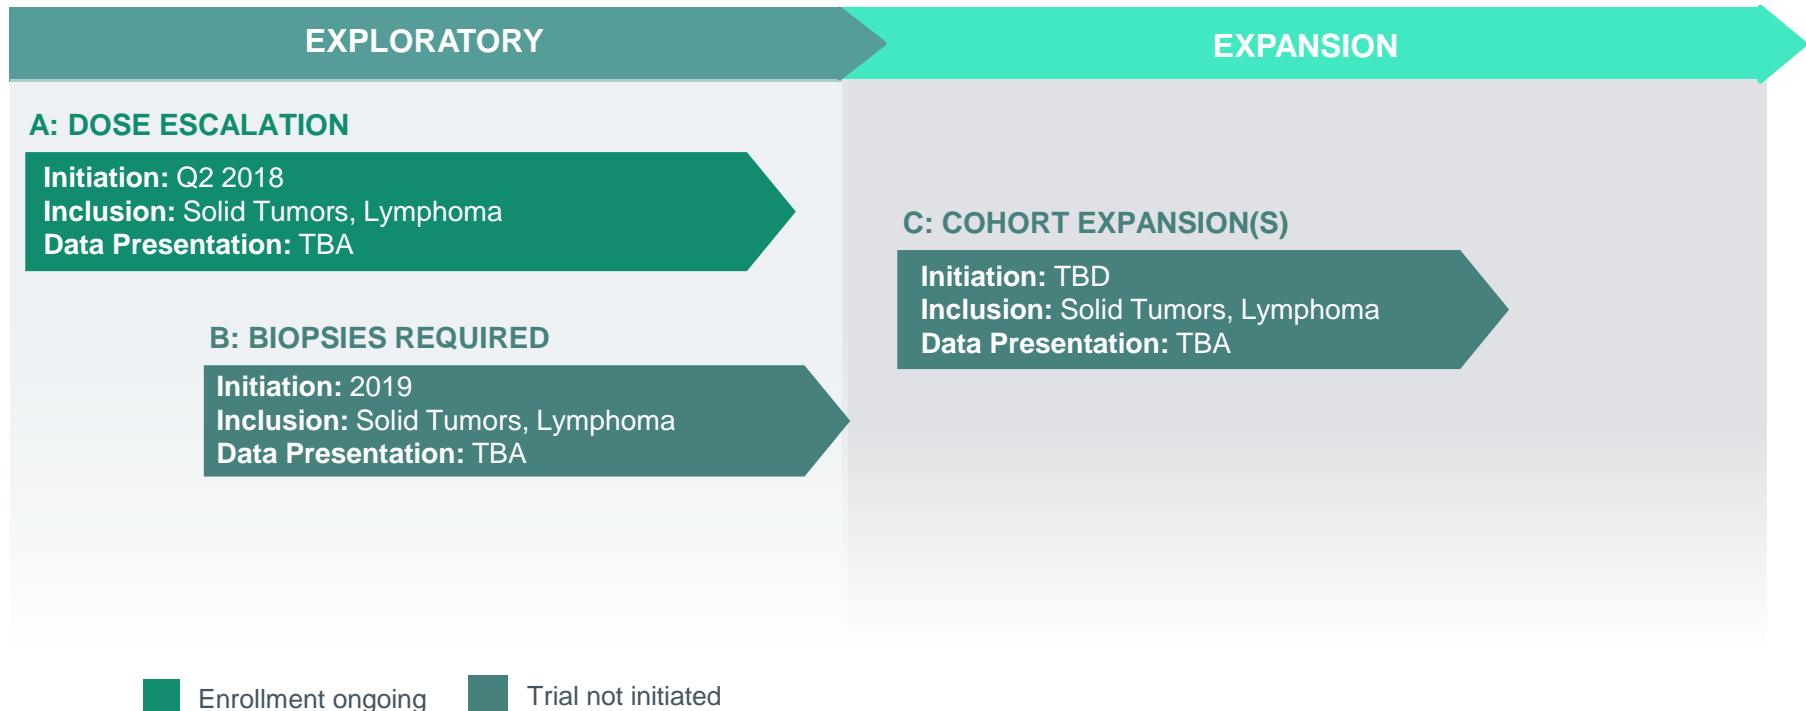 EXPLORATORY
EXPANSION
A: DOSE ESCALATION
Initiation: Q2 2018
Inclusion: Solid Tumors, Lymphoma
Data Presentation: TBA
B: BIOPSIES REQUIRED
Initiation: 2019
Inclusion: Solid Tumors, Lymphoma
Data Presentation: TBA
C: COHORT EXPANSION(S)
Initiation: TBD
Inclusion: Solid Tumors, Lymphoma
Data Presentation: TBA
Enrollment ongoing
Trial not initiated